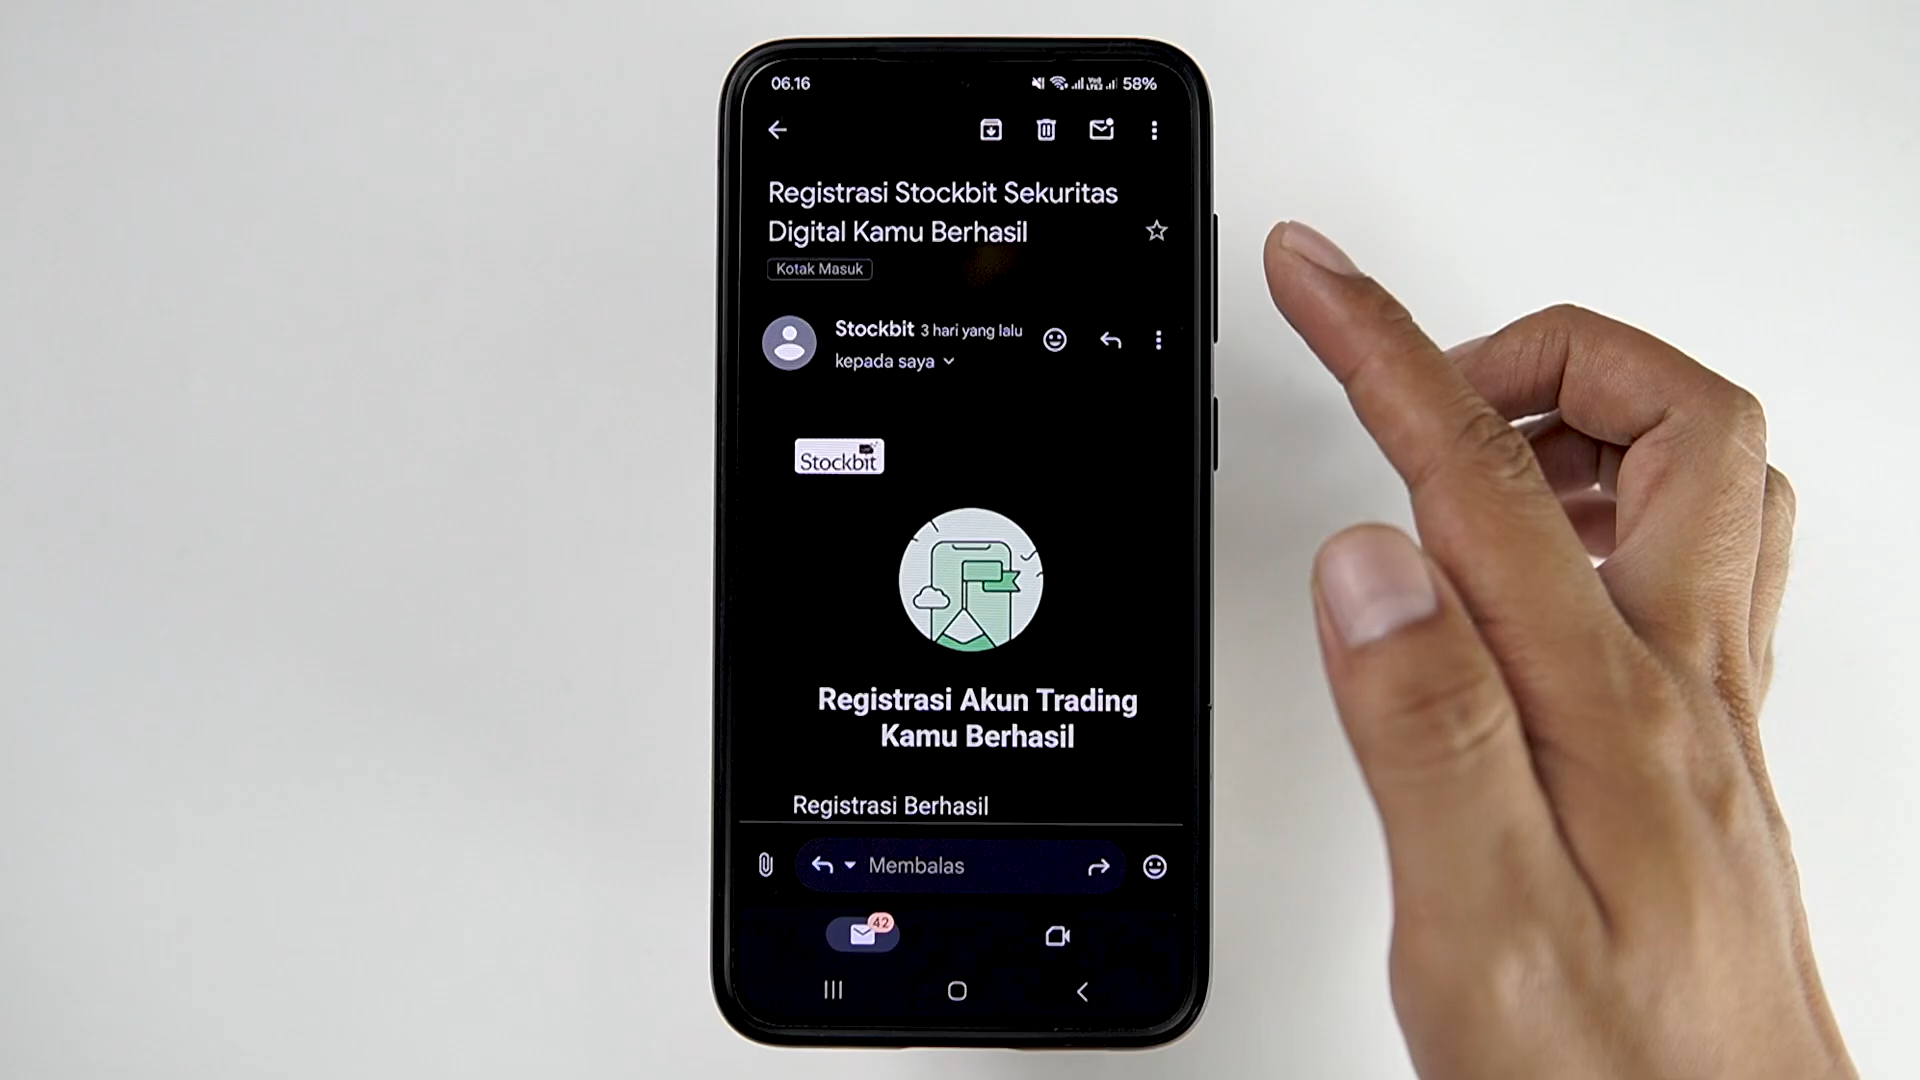 06.16
58%
Registrasi Stockbit Sekuritas
Digital Kamu Berhasil
Kotak Masuk
Stockbit 3 hari yang lalu
kepada saya
Stockbit
Registrasi Akun Trading
Kamu Berhasil
Registrasi Berhasil
Membalas
42